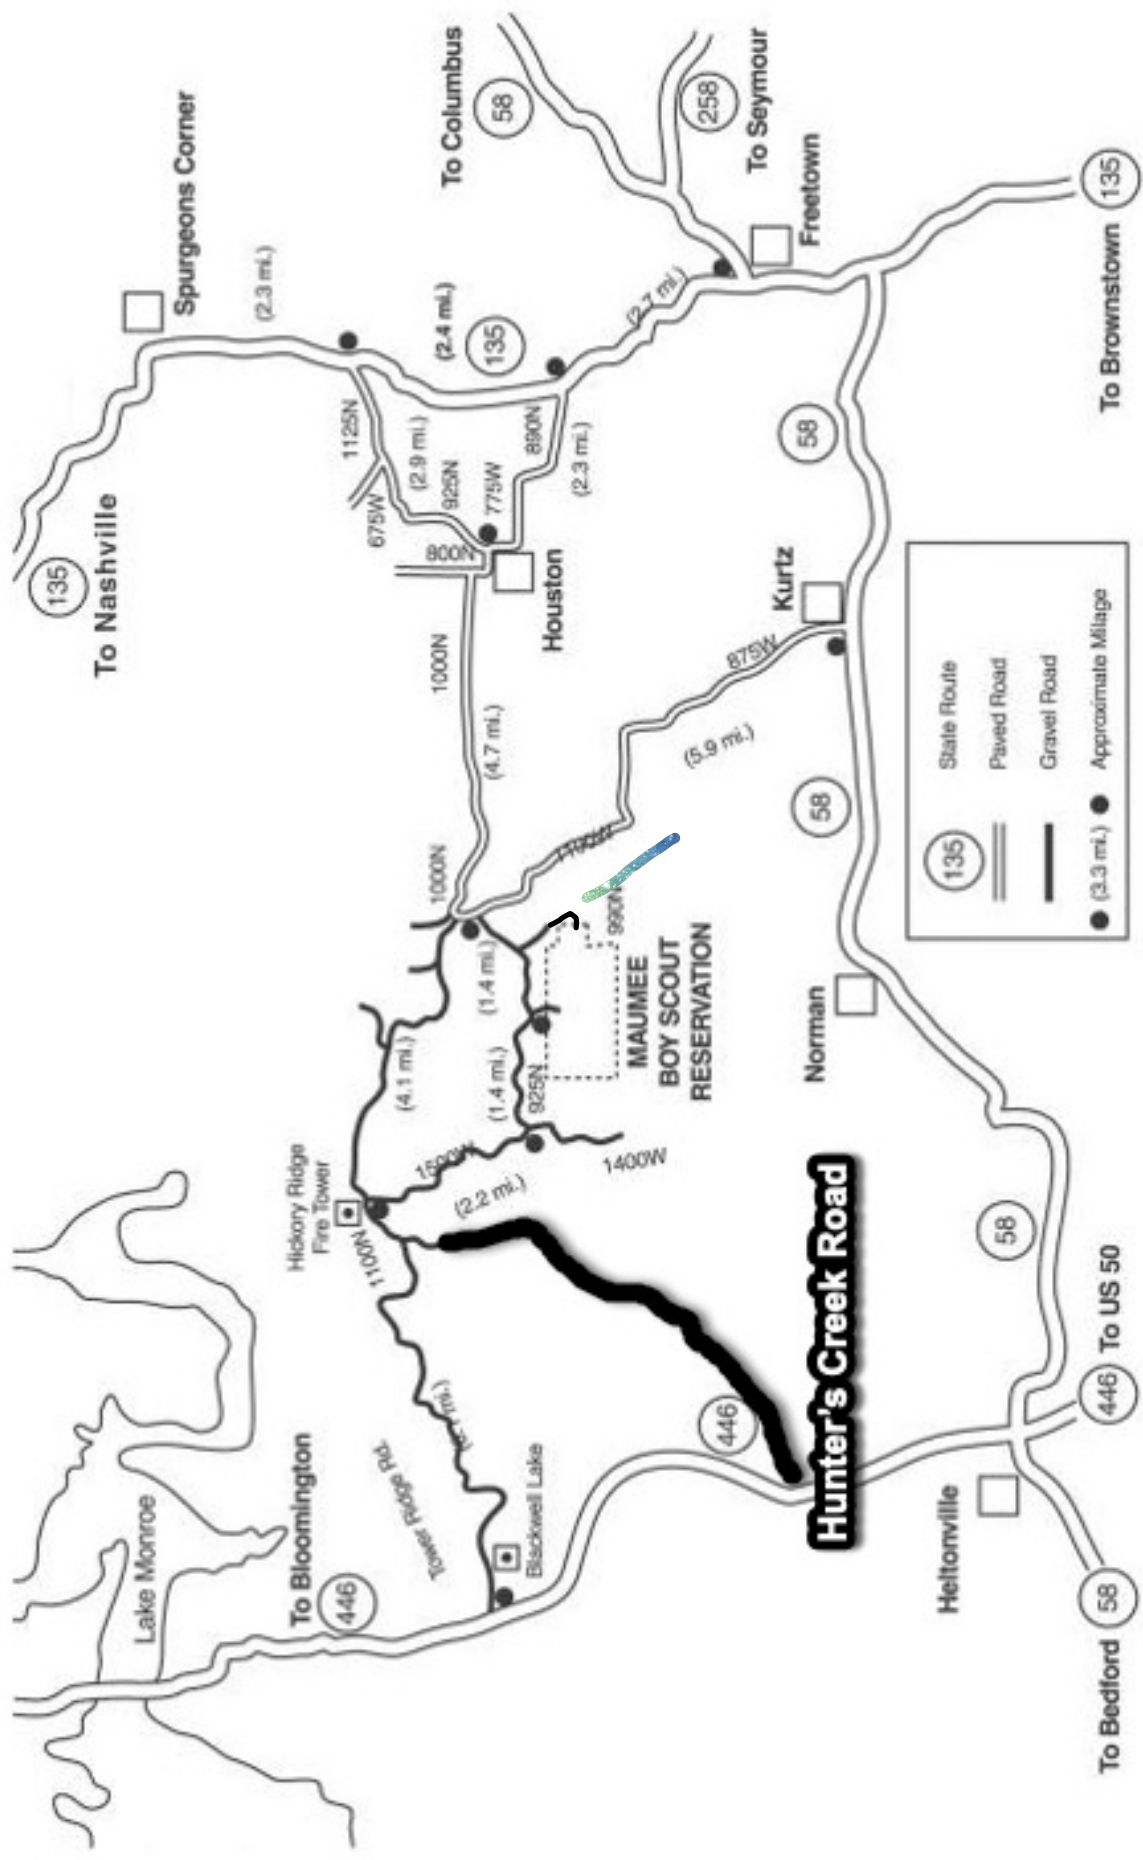 Lake Monroe
To Nashville
135
Spurgeons Corner
(2.3 mi.)
To Bloomington
446
Hickory Ridge
Fire Tower
1100N
Tower Ridge Rd.
mi.)
Blackwell Lake
(4.1 mi.)
1500W
(2.2 mi.)
(1.4 mi.)
925N
(1.4 mi.)
1400W
1000N
1000N
(4.7 mi.)
1125N
675W
(2.9 mi.)
925N
800N
775W
890N
(2.3 mi.)
Houston
(2.4 mi.)
135
To Columbus
58
258
To Seymour
(2.7 mi.)
Freetown
1100W
990N
MAUMEE
BOY SCOUT
RESERVATION
875W
(5.9 mi.)
Kurtz
58
58
446
Hunter's Creek Road
Norman
Heltonville
58
135 State Route
Paved Road
Gravel Road
(3.3 mi.) Approximate Milage
To Bedford 58
446 To US 50
To Brownstown 135